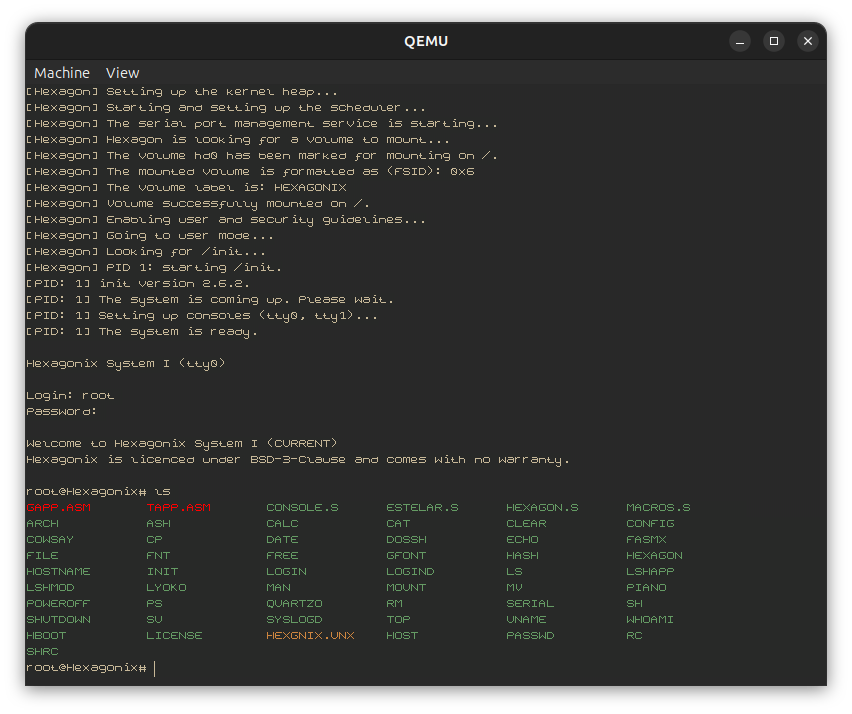 QEMU
Machine View
[Hexagon] Setting up the kernel heap...
[Hexagon] Starting and setting up the scheduler...
[Hexagon] The serial port management service is starting...
[Hexagon] Hexagon is looking for a volume to mount...
[Hexagon] The volume hd0 has been marked for mounting on /.
[Hexagon] The mounted volume is formatted as (FSID): 0x6
[Hexagon] The volume label is: HEXAGONIX
[Hexagon] Volume successfully mounted on /.
[Hexagon] Enabling user and security guidelines...
[Hexagon] Going to user mode...
[Hexagon] Looking for /init...
[Hexagon] PID 1: starting /init.
[PID: 1] init version 2.6.2.
[PID: 1] The system is coming up. Please wait.
[PID: 1] Setting up consoles (tty0, tty1)...
[PID: 1] The system is ready.
Hexagonix System I (tty0)
Login: root
Password:
Welcome to Hexagonix System I (CURRENT)
Hexagonix is licenced under BSD-3-Clause and comes with no warranty.
root@Hexagonix# ls
GAPP.ASM TAPP.ASM CONSOLE.S ESTELAR.S HEXAGON.S MACROS.S
ARCH ASH CALC CAT CLEAR CONFIG
COWSAY CP DATE DOSSH ECHO FASMX
FILE FNT FREE GFONT HASH HEXAGON
HOSTNAME INIT LOGIN LOGIND LS LSHAPP
LSHMOD LYOKO MAN MOUNT MV PIANO
POWEROFF PS QUARTZO RM SERIAL SH
SHUTDOWN SU SYSLOGD TOP UNAME WHOAMI
HBOOT LICENSE HEXGNIX.UNX HOST PASSWD RC
SHRC
root@Hexagonix#